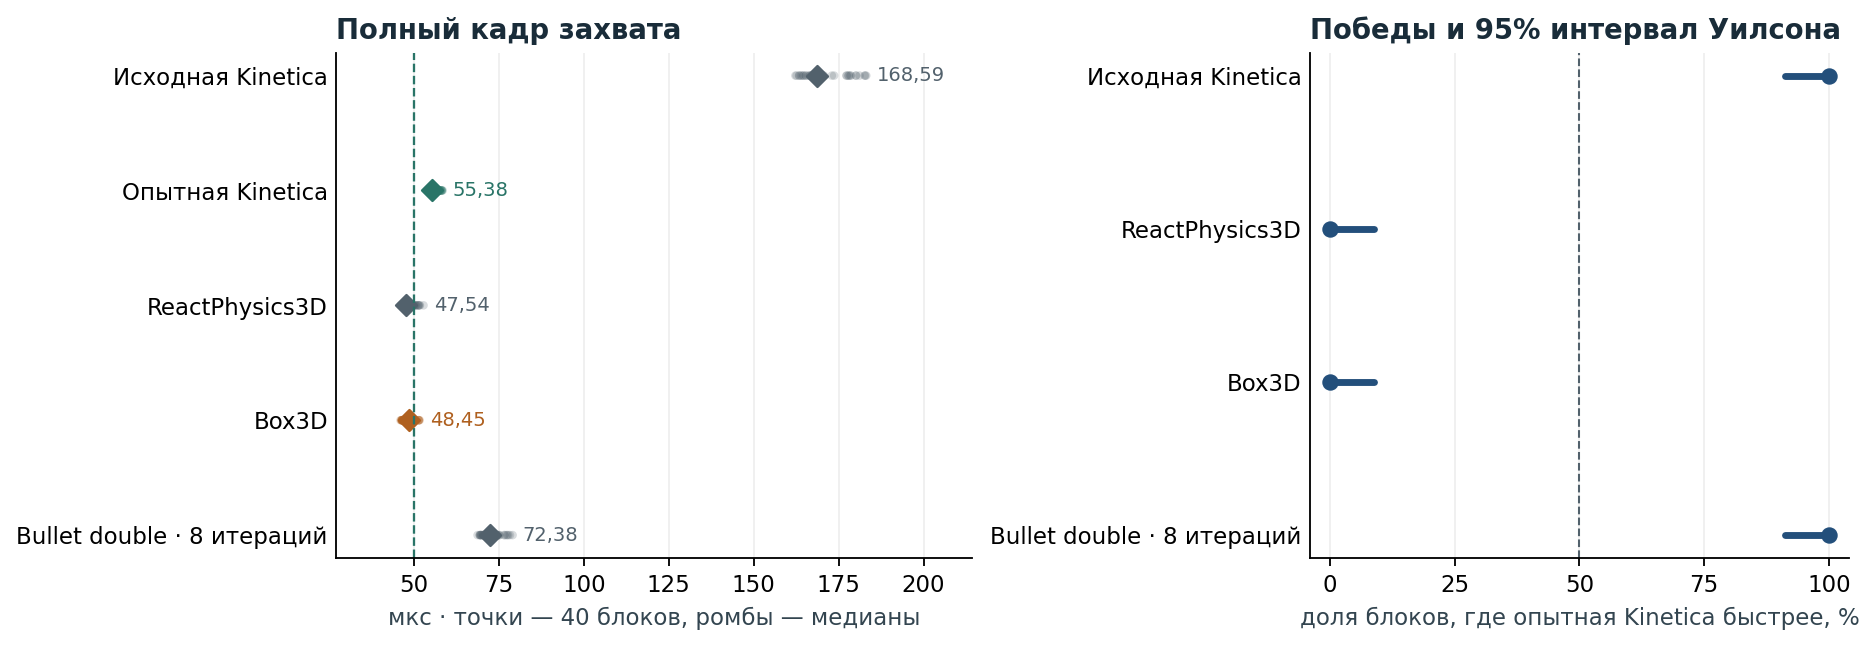 Полный кадр захвата
Исходная Kinetica
168,59
Опытная Kinetica
55,38
ReactPhysics3D
47,54
Box3D
48,45
Bullet double · 8 итераций
72,38
50 75 100 125 150 175 200
мкс · точки — 40 блоков, ромбы — медианы
Победы и 95% интервал Уилсона
Исходная Kinetica
ReactPhysics3D
Box3D
Bullet double · 8 итераций
0 25 50 75 100
доля блоков, где опытная Kinetica быстрее, %